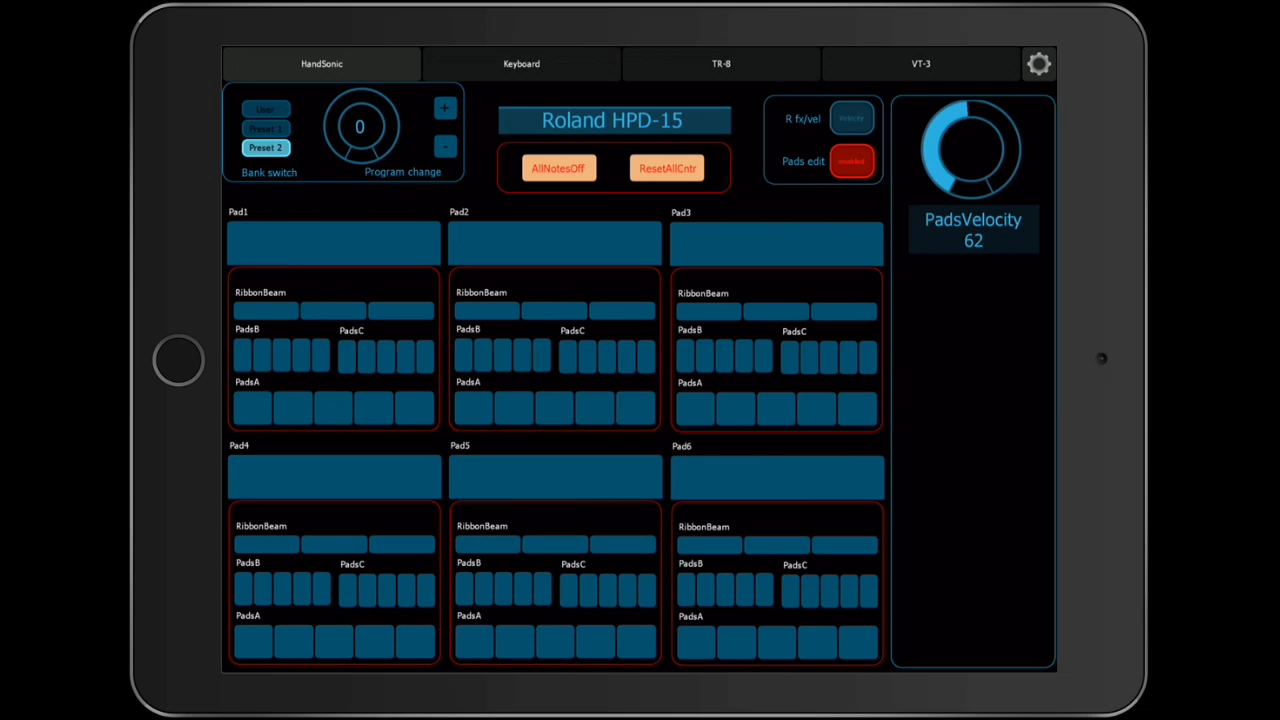 HandSonic
Keyboard
TR-8
VT-3
User
Preset 1
Preset 2
Bank switch
0
Program change
+
-
Roland HPD-15
AllNotesOff
ResetAllCntr
R fx/vel
Velocity
Pads edit
enabled
PadsVelocity
62
Pad1
RibbonBeam
PadsB
PadsC
PadsA
Pad2
RibbonBeam
PadsB
PadsC
PadsA
Pad3
RibbonBeam
PadsB
PadsC
PadsA
Pad4
RibbonBeam
PadsB
PadsC
PadsA
Pad5
RibbonBeam
PadsB
PadsC
PadsA
Pad6
RibbonBeam
PadsB
PadsC
PadsA